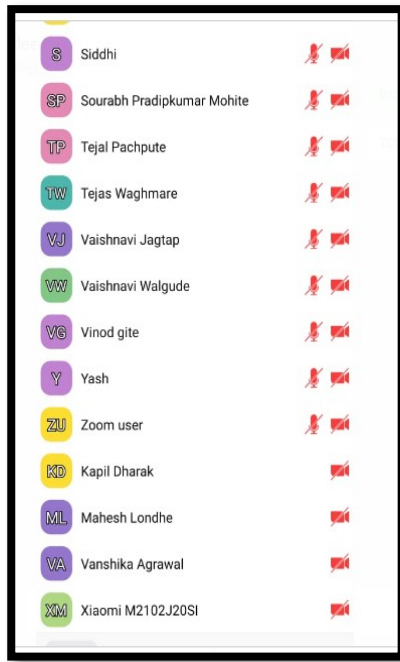 S Siddhi
SP Sourabh Pradipkumar Mohite
TP Tejal Pachpute
TW Tejas Waghmare
VJ Vaishnavi Jagtap
VW Vaishnavi Walgude
VG Vinod gite
Y Yash
ZU Zoom user
KD Kapil Dharak
ML Mahesh Londhe
VA Vanshika Agrawal
XM Xiaomi M2102J20SI